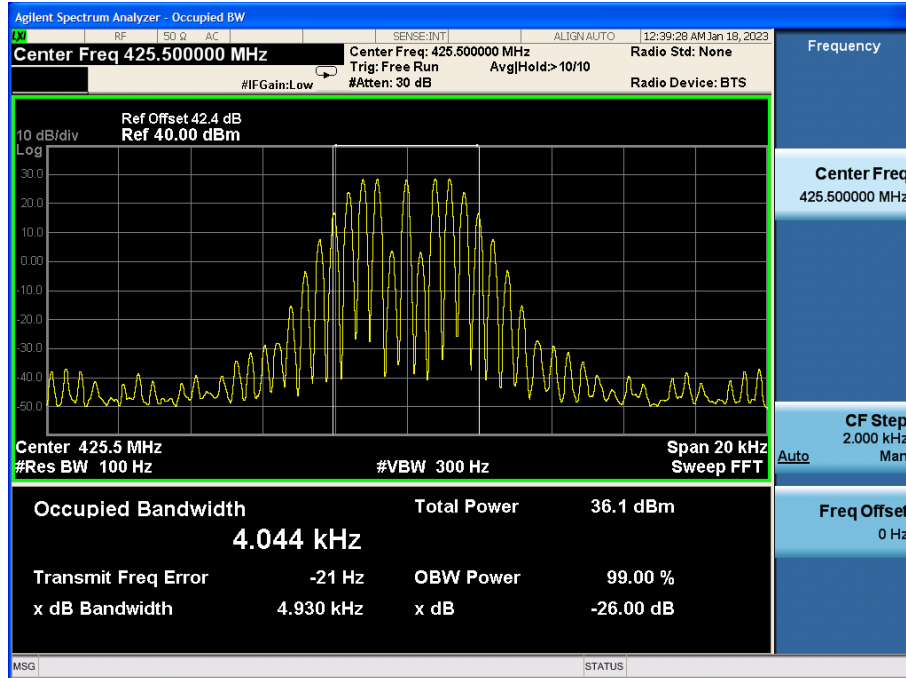 Agilent Spectrum Analyzer - Occupied BW
LXI RF 50 Ω AC SENSE:INT ALIGN AUTO 12:39:28 AM Jan 18, 2023
Center Freq 425.500000 MHz
Center Freq: 425.500000 MHz
Radio Std: None
Trig: Free Run Avg|Hold:>10/10
#IFGain:Low
#Atten: 30 dB
Radio Device: BTS
Ref Offset 42.4 dB
10 dB/div Ref 40.00 dBm
Log
30.0
20.0
10.0
0.00
-10.0
-20.0
-30.0
-40.0
-50.0
Center 425.5 MHz Span 20 kHz
#Res BW 100 Hz #VBW 300 Hz Sweep FFT
Occupied Bandwidth Total Power 36.1 dBm
4.044 kHz
Transmit Freq Error -21 Hz OBW Power 99.00 %
x dB Bandwidth 4.930 kHz x dB -26.00 dB
MSG STATUS
Frequency
Center Freq
425.500000 MHz
CF Step
2.000 kHz
Auto Man
Freq Offset
0 Hz